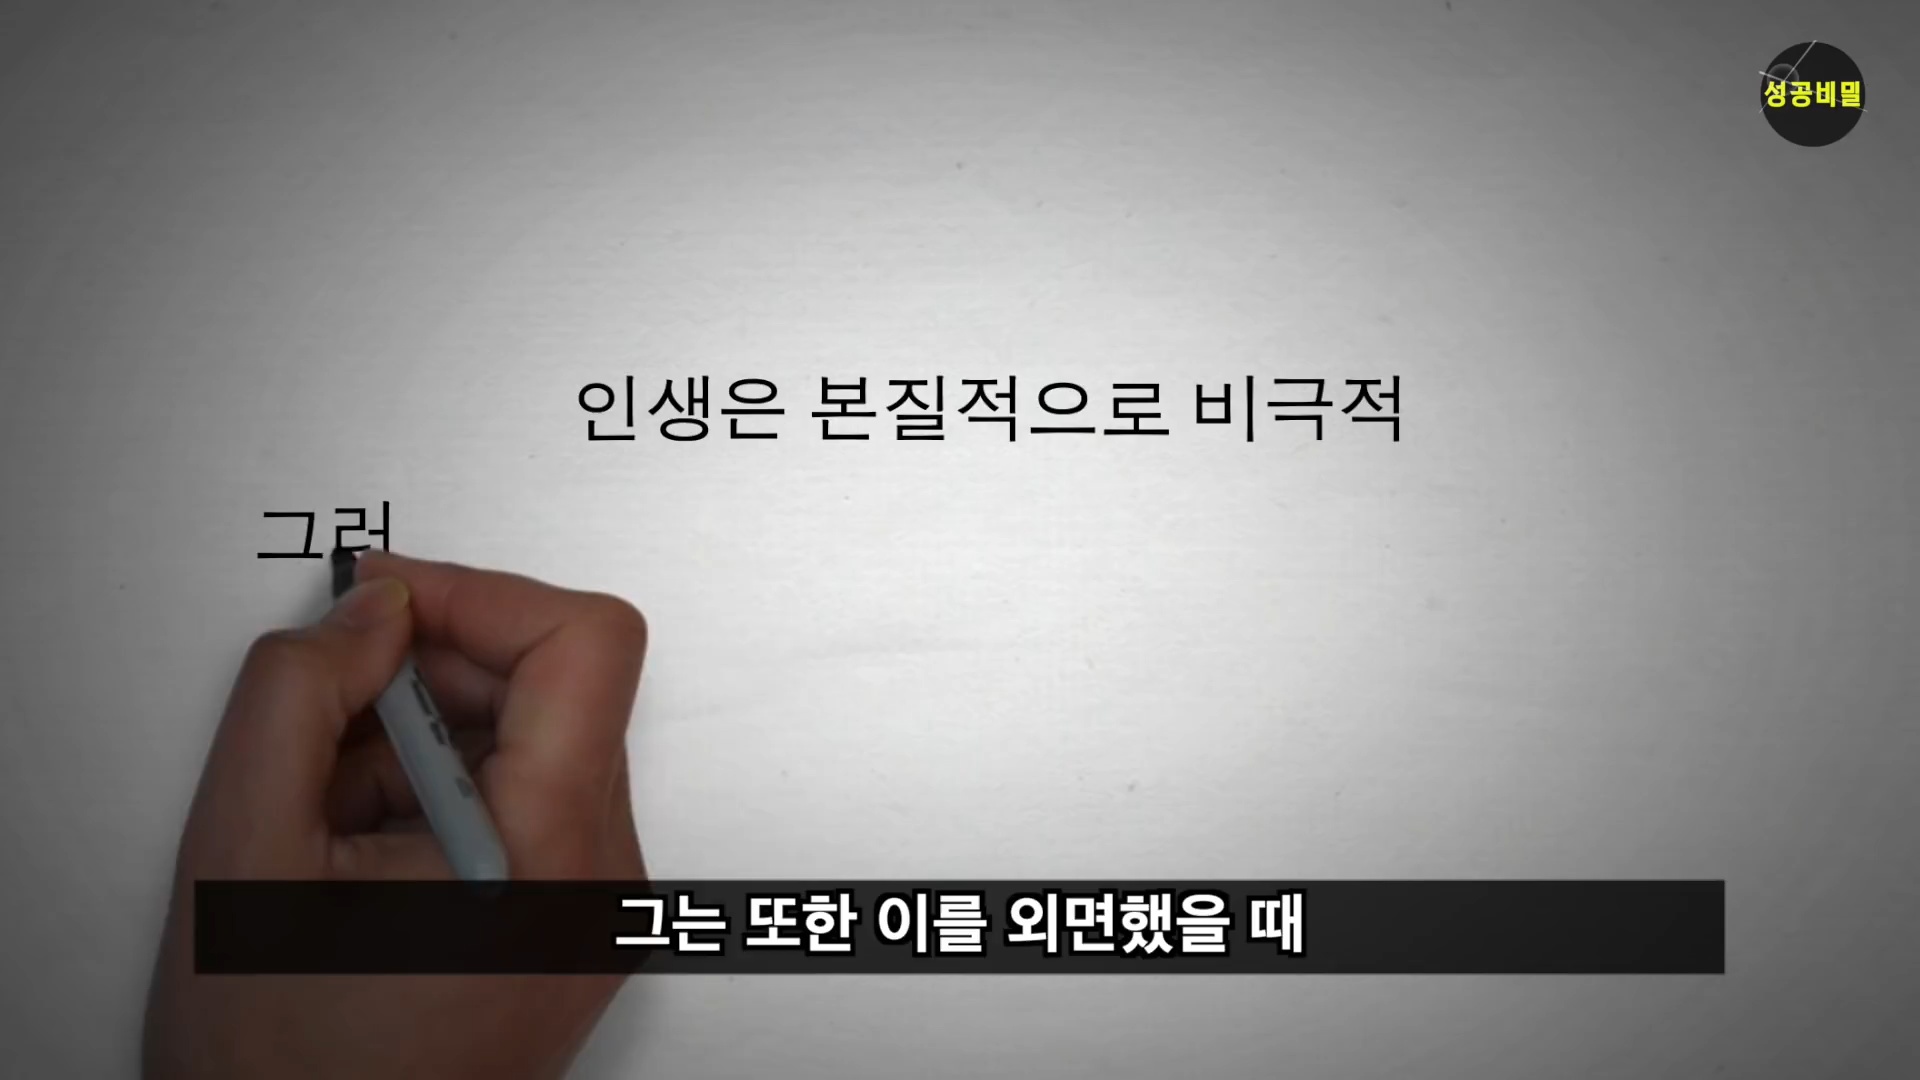 성공비밀
인생은 본질적으로 비극적
그러
그는 또한 이를 외면했을 때